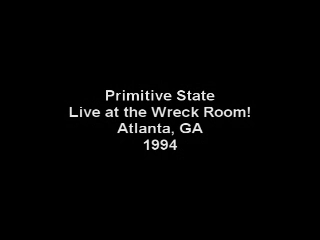 Primitive State
Live at the Wreck Room!
Atlanta, GA
1994